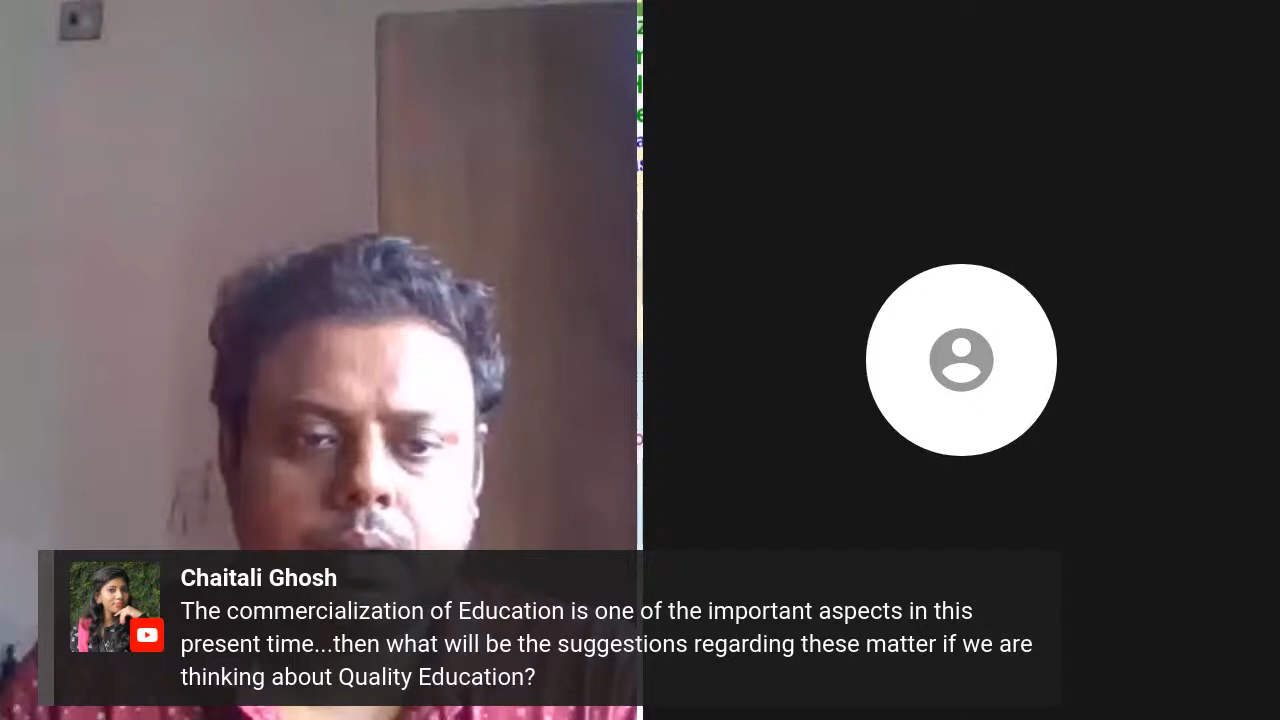 Chaitali Ghosh
The commercialization of Education is one of the important aspects in this
present time...then what will be the suggestions regarding these matter if we are
thinking about Quality Education?